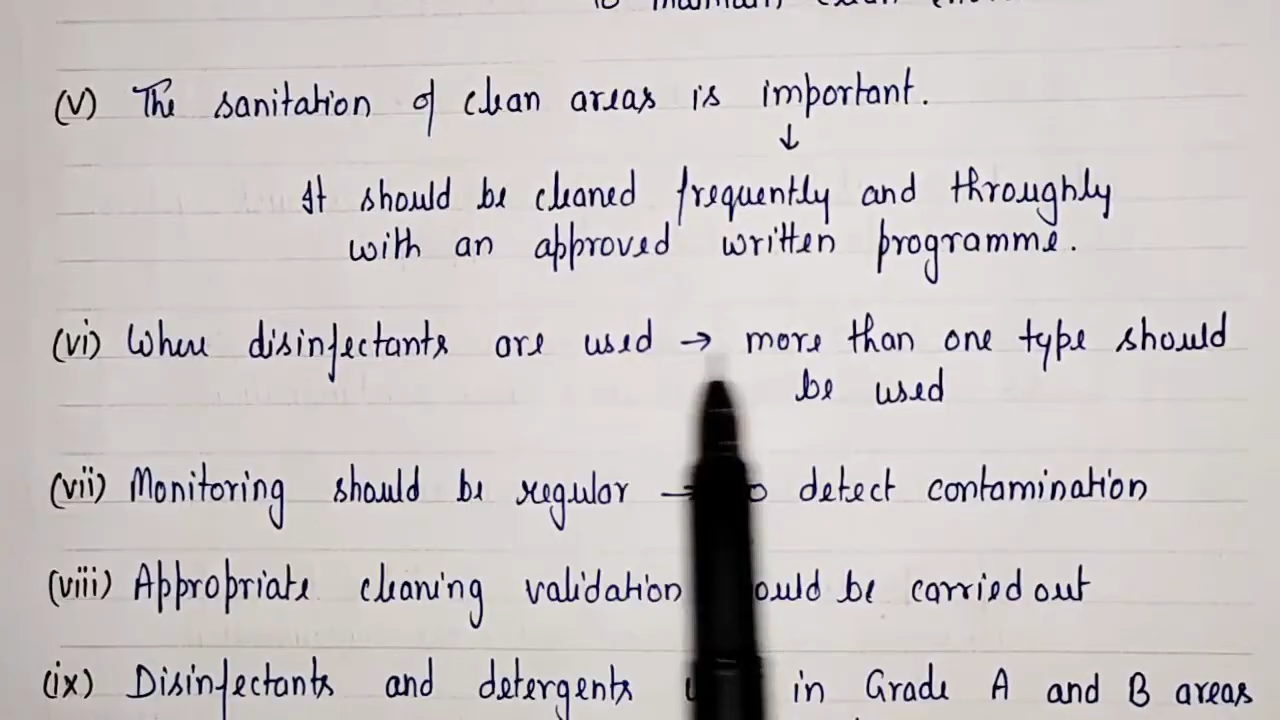 (v) The sanitation of clean areas is important.
↓
It should be cleaned frequently and throughly
with an approved written programme.
(vi) Where disinfectants are used → more than one type should
be used
(vii) Monitoring should be regular → detect contamination
(viii) Appropriate cleaning validation be carried out
(ix) Disinfectants and detergents in Grade A and B areas